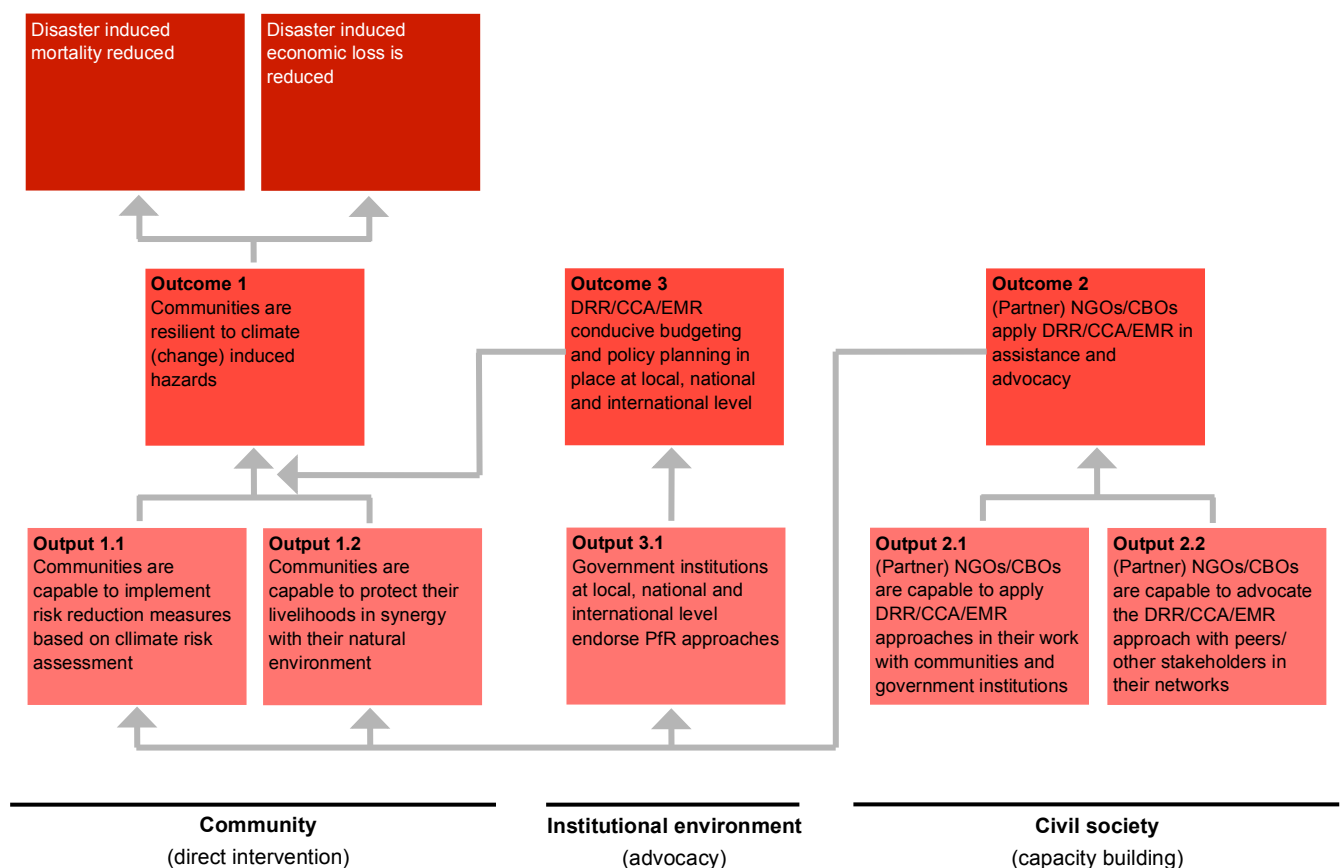 Disaster induced
mortality reduced
Disaster induced
economic loss is
reduced
Outcome 1
Communities are
resilient to climate
(change) induced
hazards
Outcome 3
DRR/CCA/EMR
conducive budgeting
and policy planning in
place at local, national
and international level
Outcome 2
(Partner) NGOs/CBOs
apply DRR/CCA/EMR in
assistance and
advocacy
Output 1.1
Communities are
capable to implement
risk reduction measures
based on cllimate risk
assessment
Output 1.2
Communities are
capable to protect their
livelihoods in synergy
with their natural
environment
Output 3.1
Government institutions
at local, national and
international level
endorse PfR approaches
Output 2.1
(Partner) NGOs/CBOs
are capable to apply
DRR/CCA/EMR
approaches in their work
with communities and
government institutions
Output 2.2
(Partner) NGOs/CBOs
are capable to advocate
the DRR/CCA/EMR
approach with peers/
other stakeholders in
their networks
Community
(direct intervention)
Institutional environment
(advocacy)
Civil society
(capacity building)